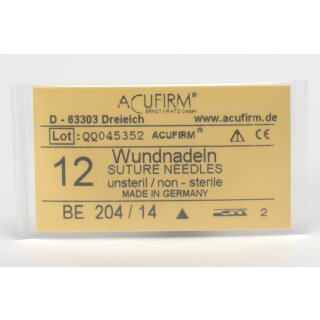 ACUFIRM®
ERNST KRATZ GmbH
D - 63303 Dreieich www.acufirm.de
Lot: QQ045352 ACUFIRM® CE
12 Wundnadeln
SUTURE NEEDLES
unsteril / non - sterile
MADE IN GERMANY
BE 204 / 14 2